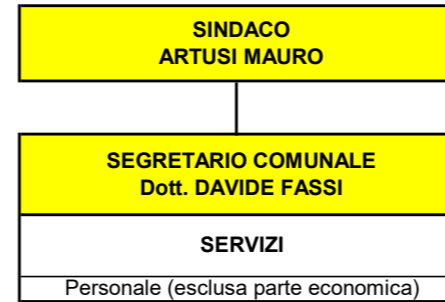 SINDACO
ARTUSI MAURO
SEGRETARIO COMUNALE
Dott. DAVIDE FASSI
SERVIZI
Personale (esclusa parte economica)